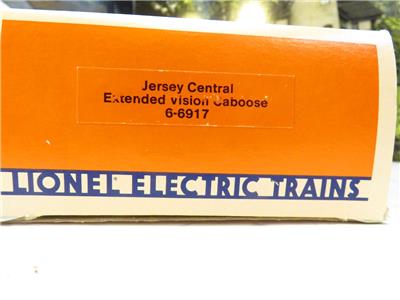 Jersey Central
Extended Vision Caboose
6-6917
LIONEL ELECTRIC TRAINS